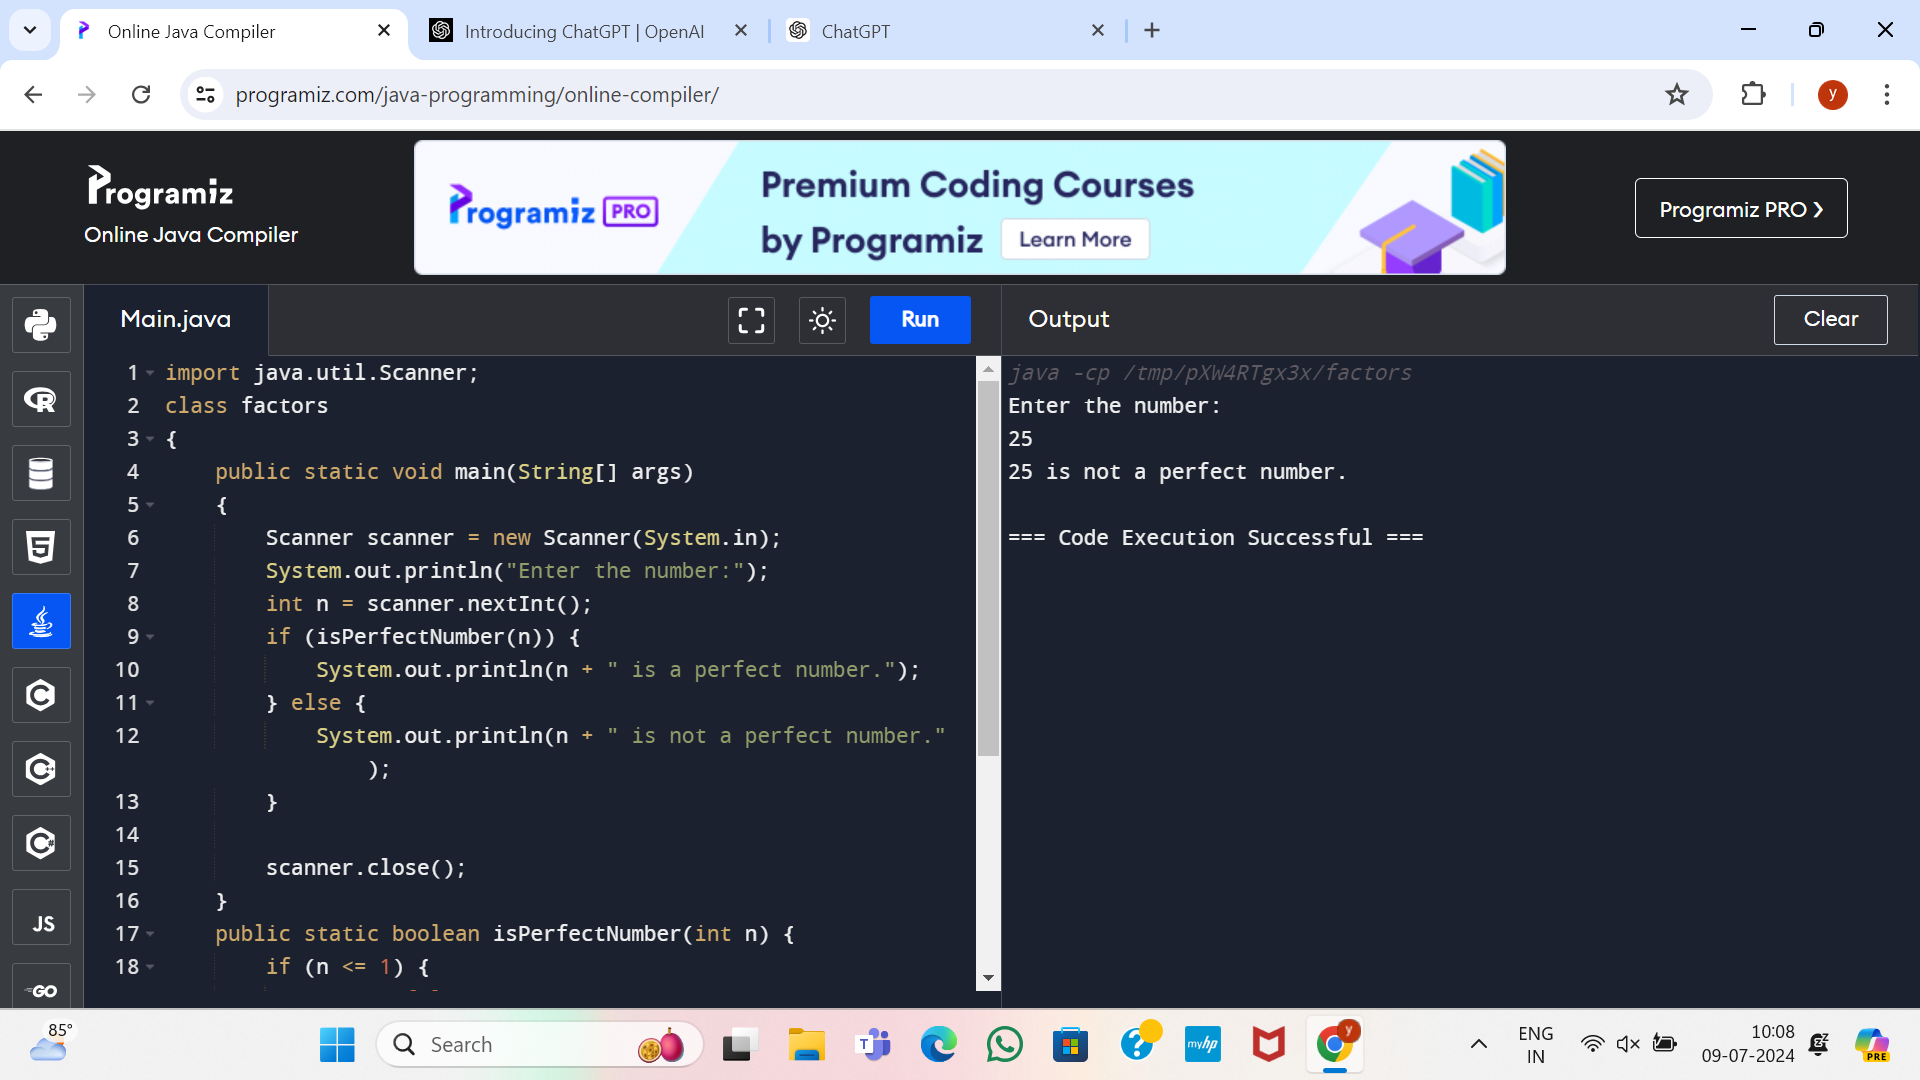 Online Java Compiler
Introducing ChatGPT | OpenAI
ChatGPT
programiz.com/java-programming/online-compiler/
y
Programiz
Online Java Compiler
Programiz PRO
Premium Coding Courses
by Programiz
Learn More
Programiz PRO ❯
Main.java
Run
Output
Clear
1 import java.util.Scanner;
2 class factors
3 {
4 public static void main(String[] args)
5 {
6 Scanner scanner = new Scanner(System.in);
7 System.out.println("Enter the number:");
8 int n = scanner.nextInt();
9 if (isPerfectNumber(n)) {
10 System.out.println(n + " is a perfect number.");
11 } else {
12 System.out.println(n + " is not a perfect number."
);
13 }
14
15 scanner.close();
16 }
17 public static boolean isPerfectNumber(int n) {
18 if (n <= 1) {
java -cp /tmp/pXW4RTgx3x/factors
Enter the number:
25
25 is not a perfect number.
=== Code Execution Successful ===
R
5
C
C++
C#
JS
GO
85°
Search
T
?
myhp
y
ENG
IN
10:08
09-07-2024
PRE